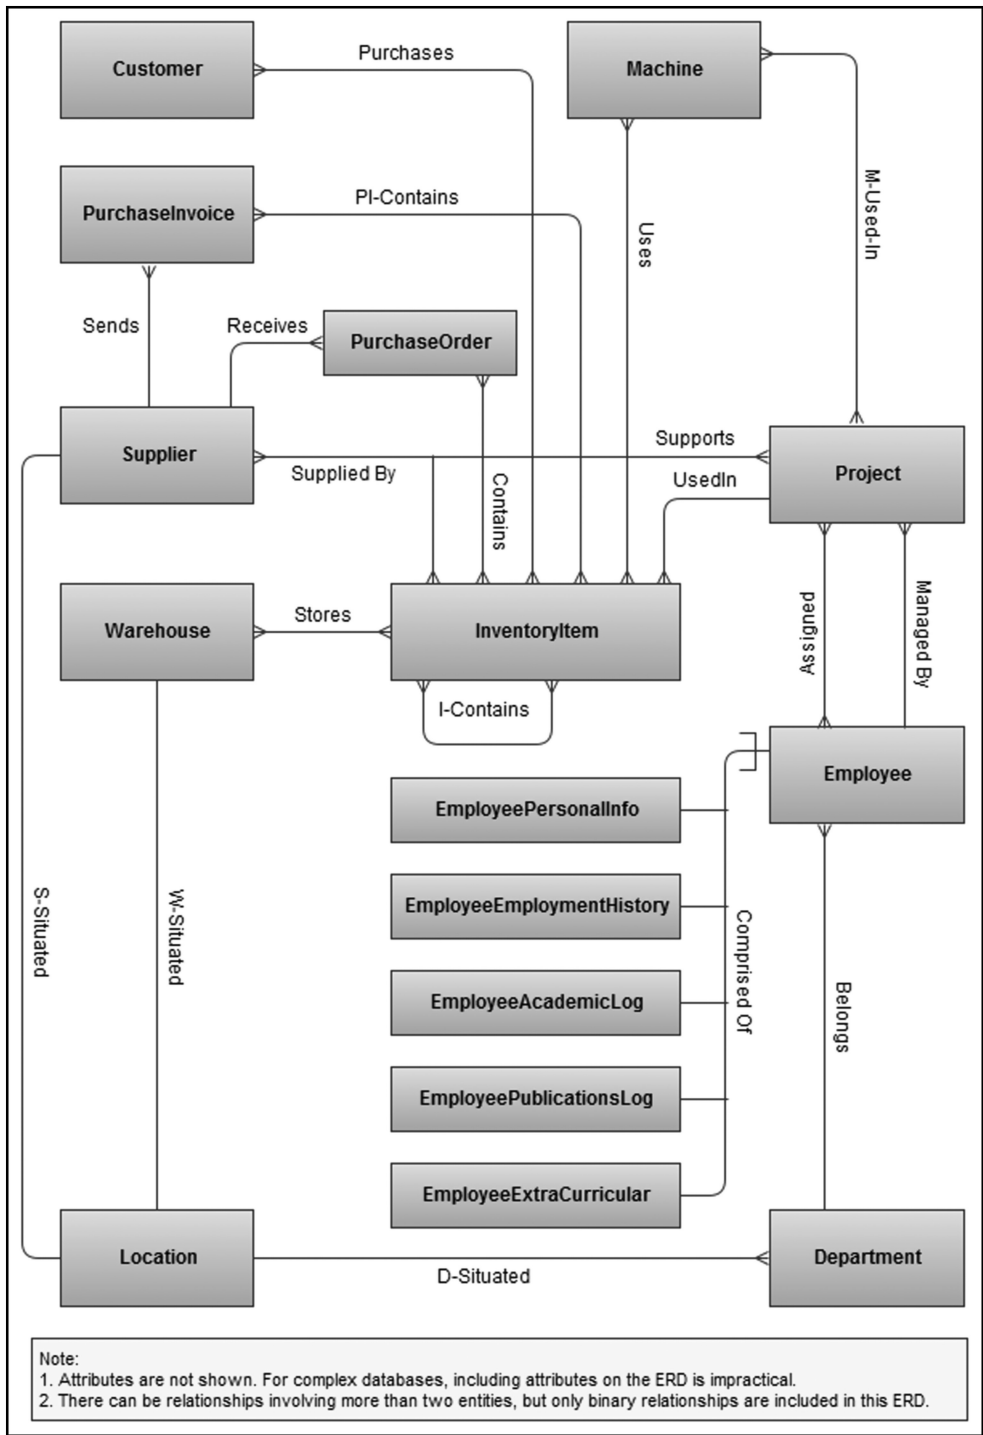 Customer
Purchases
Machine
PurchaseInvoice
PI-Contains
Uses
M-Used-In
Sends
Receives
PurchaseOrder
Supplier
Supplied By
Contains
Supports
UsedIn
Project
Warehouse
Stores
InventoryItem
I-Contains
Assigned
Managed By
Employee
EmployeePersonalInfo
EmployeeEmploymentHistory
EmployeeAcademicLog
EmployeePublicationsLog
EmployeeExtraCurricular
Comprised Of
S-Situated
W-Situated
Belongs
Location
D-Situated
Department
Note:
1. Attributes are not shown. For complex databases, including attributes on the ERD is impractical.
2. There can be relationships involving more than two entities, but only binary relationships are included in this ERD.